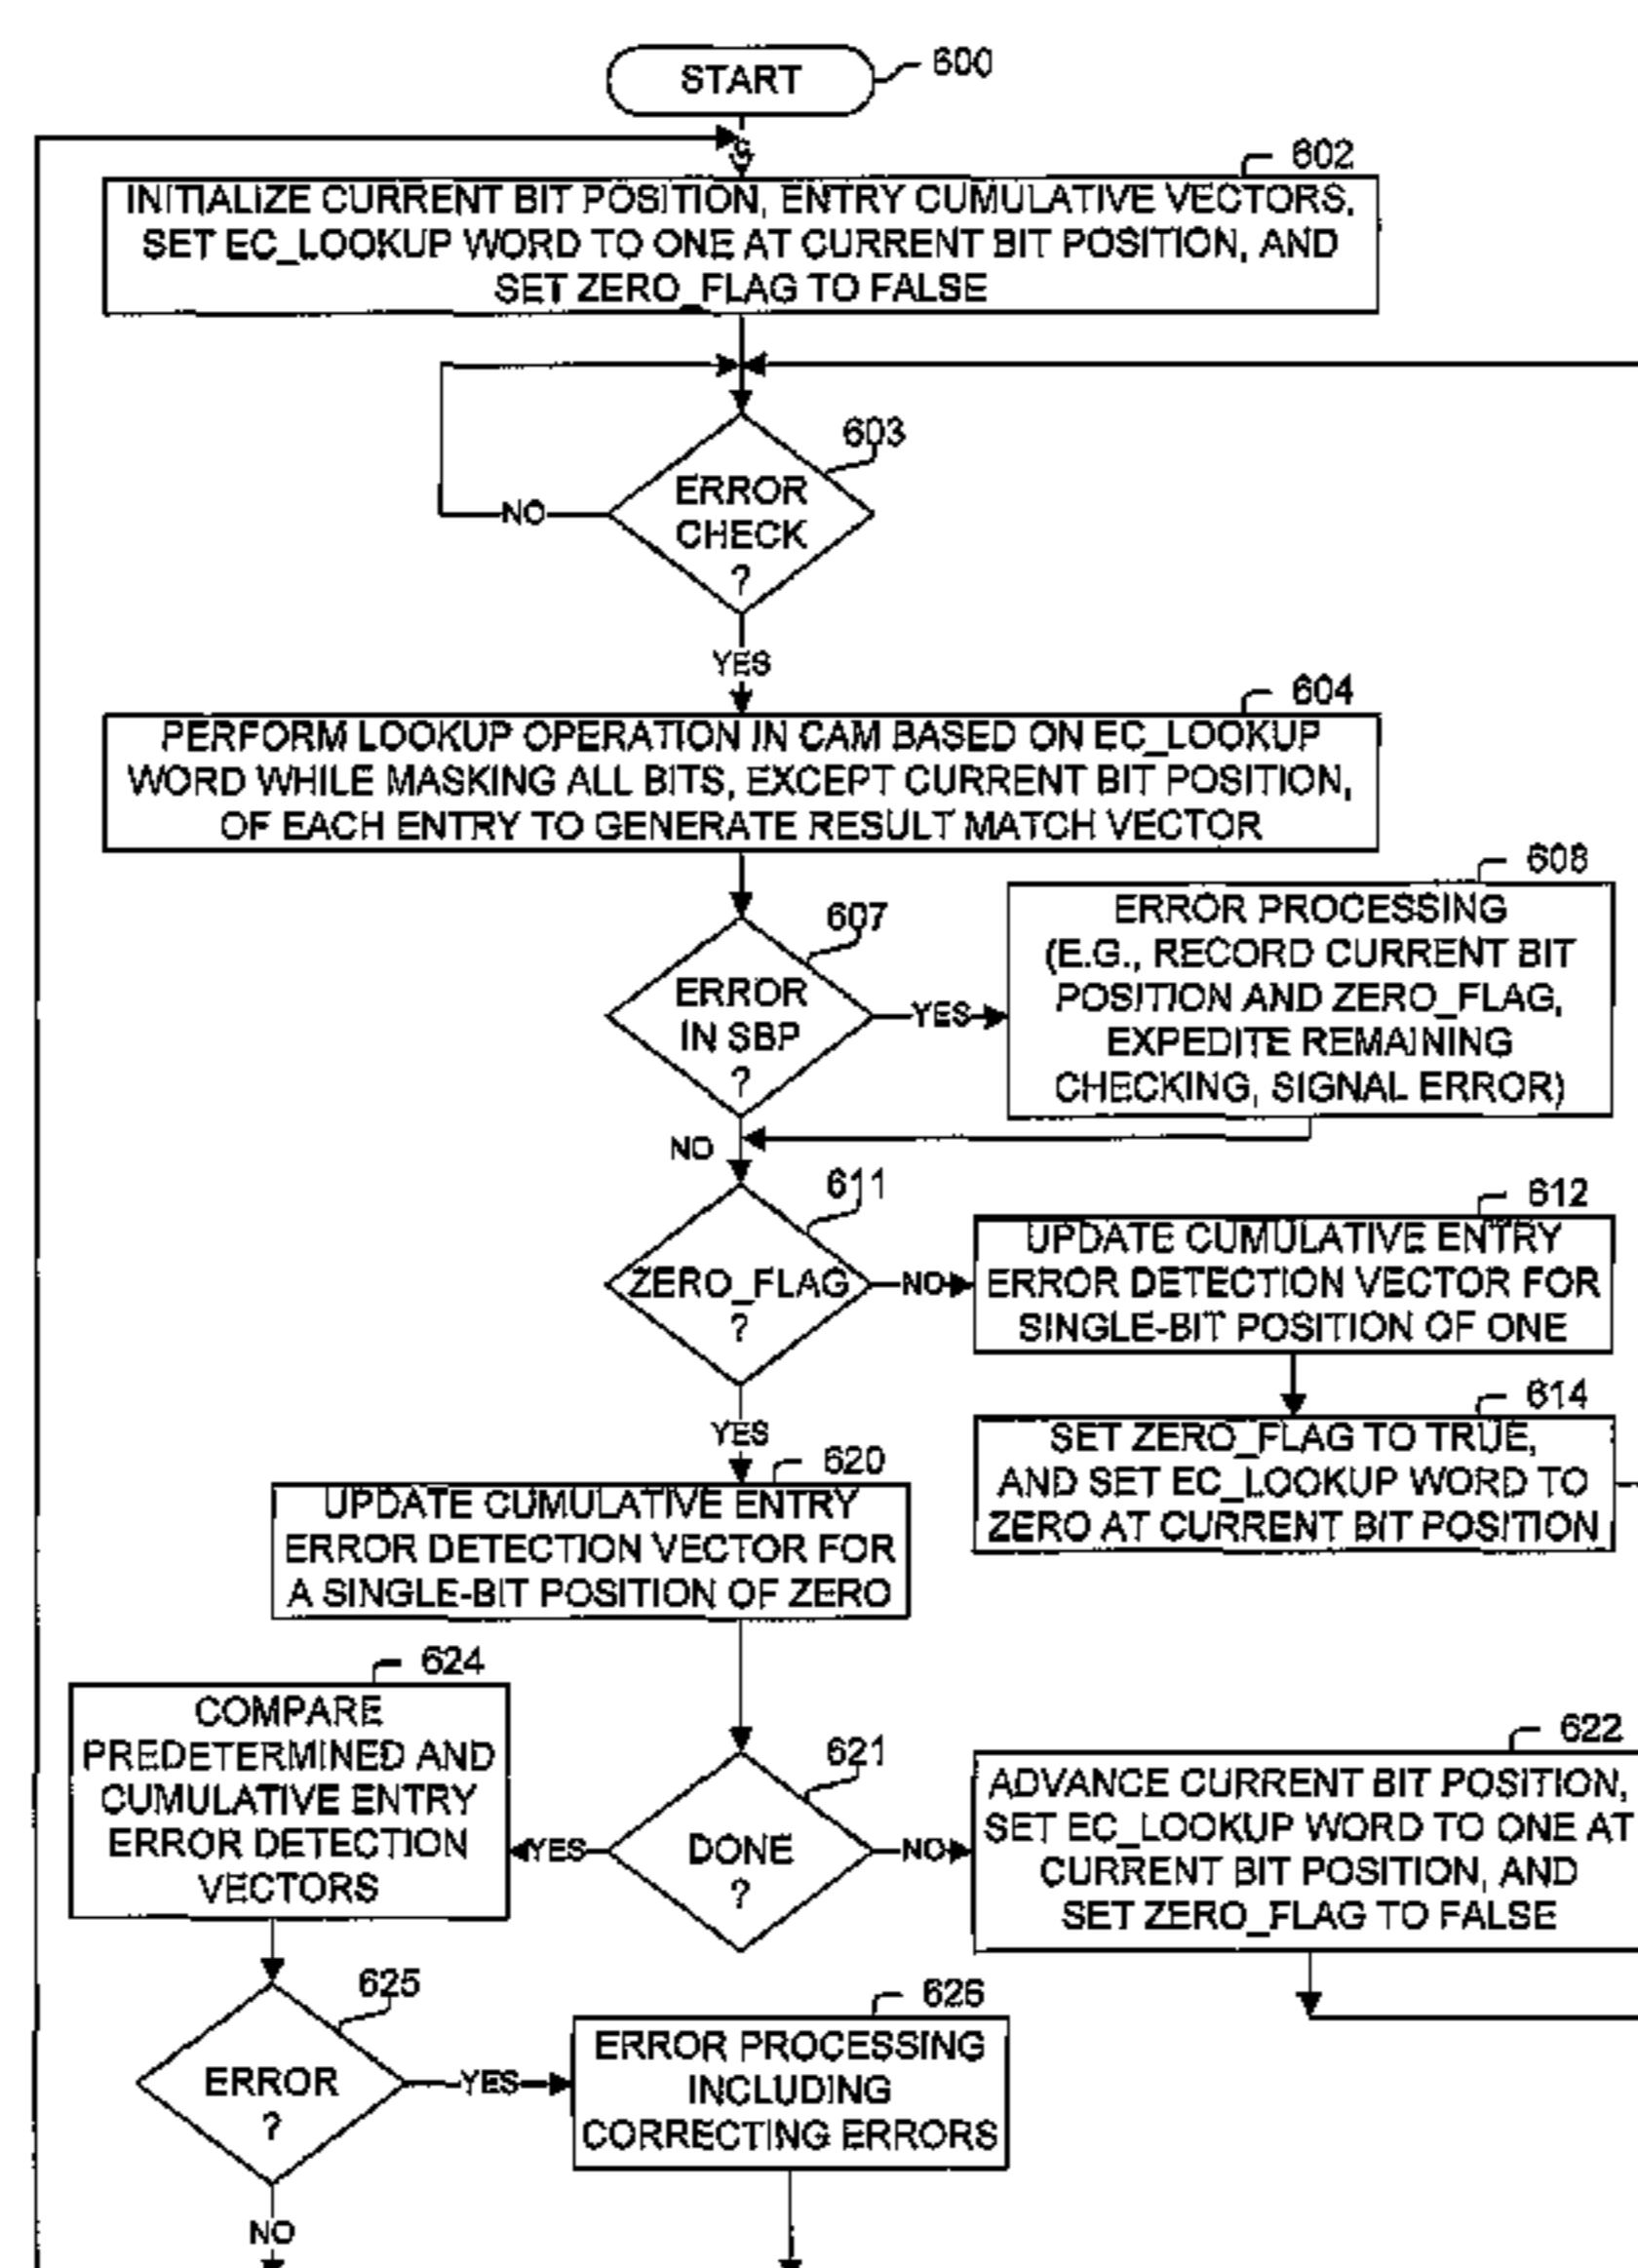 START
600
602
INITIALIZE CURRENT BIT POSITION, ENTRY CUMULATIVE VECTORS,
SET EC_LOOKUP WORD TO ONE AT CURRENT BIT POSITION, AND
SET ZERO_FLAG TO FALSE
603
ERROR
CHECK
?
NO
YES
604
PERFORM LOOKUP OPERATION IN CAM BASED ON EC_LOOKUP
WORD WHILE MASKING ALL BITS, EXCEPT CURRENT BIT POSITION,
OF EACH ENTRY TO GENERATE RESULT MATCH VECTOR
607
ERROR
IN SBP
?
YES
NO
608
ERROR PROCESSING
(E.G., RECORD CURRENT BIT
POSITION AND ZERO_FLAG,
EXPEDITE REMAINING
CHECKING, SIGNAL ERROR)
611
ZERO_FLAG
?
NO
YES
612
UPDATE CUMULATIVE ENTRY
ERROR DETECTION VECTOR FOR
SINGLE-BIT POSITION OF ONE
614
SET ZERO_FLAG TO TRUE,
AND SET EC_LOOKUP WORD TO
ZERO AT CURRENT BIT POSITION
620
UPDATE CUMULATIVE ENTRY
ERROR DETECTION VECTOR FOR
A SINGLE-BIT POSITION OF ZERO
621
DONE
?
YES
NO
622
ADVANCE CURRENT BIT POSITION,
SET EC_LOOKUP WORD TO ONE AT
CURRENT BIT POSITION, AND
SET ZERO_FLAG TO FALSE
624
COMPARE
PREDETERMINED AND
CUMULATIVE ENTRY
ERROR DETECTION
VECTORS
625
ERROR
?
YES
NO
626
ERROR PROCESSING
INCLUDING
CORRECTING ERRORS